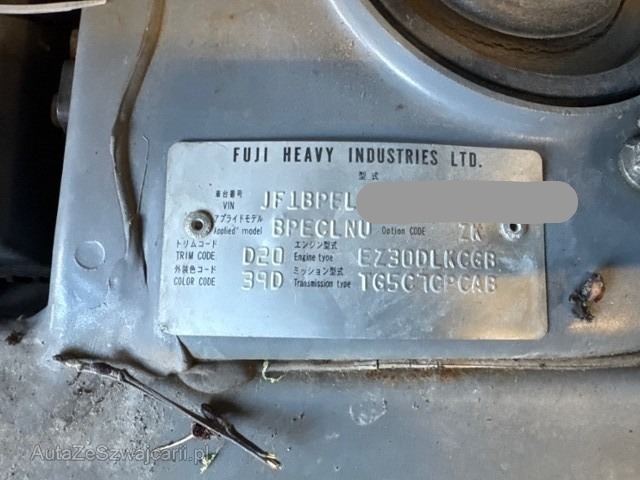 FUJI HEAVY INDUSTRIES LTD.
型式
車台番号
VIN JF1BPEL
アプライドモデル
Applied model BPECLNU Option CODE ZK
トリムコード エンジン型式
TRIM CODE D20 Engine type EZ30DLKCGB
外装色コード ミッション型式
COLOR CODE 39D Transmission type TG5C7CPCAB
AutaZeSzwajcarii.pl